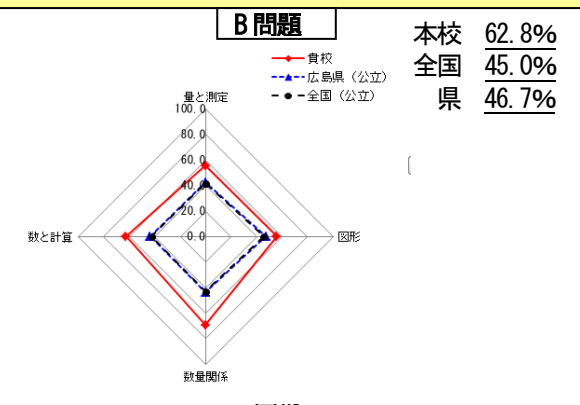 B問題
本校 62.8%
全国 45.0%
県 46.7%
貴校
広島県（公立）
全国（公立）
量と測定
100.0
80.0
60.0
40.0
20.0
0.0
数と計算
図形
数量関係